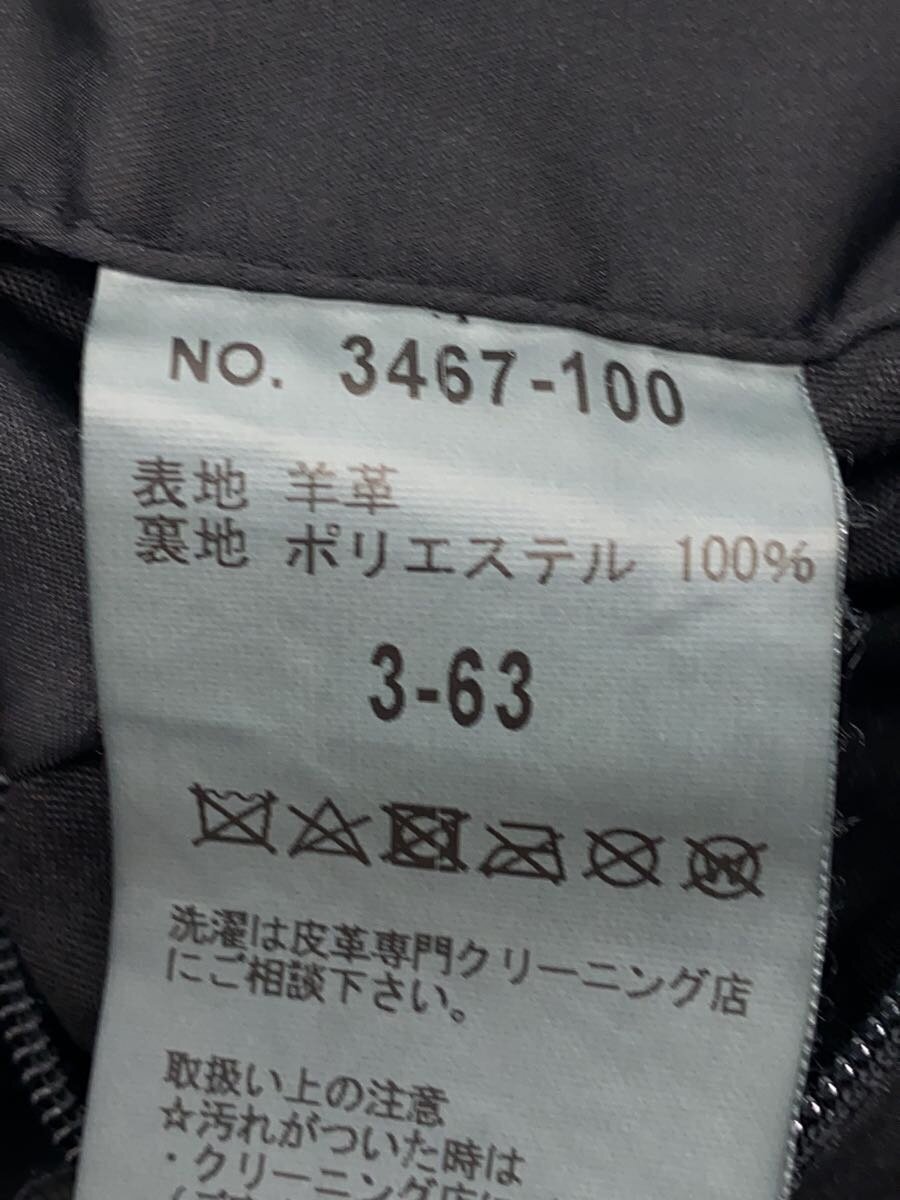 NO. 3467-100
表地 羊革
裏地 ポリエステル 100%
3-63
洗濯は皮革専門クリーニング店
にご相談下さい。
取扱い上の注意
☆汚れがついた時は
・クリーニング店に